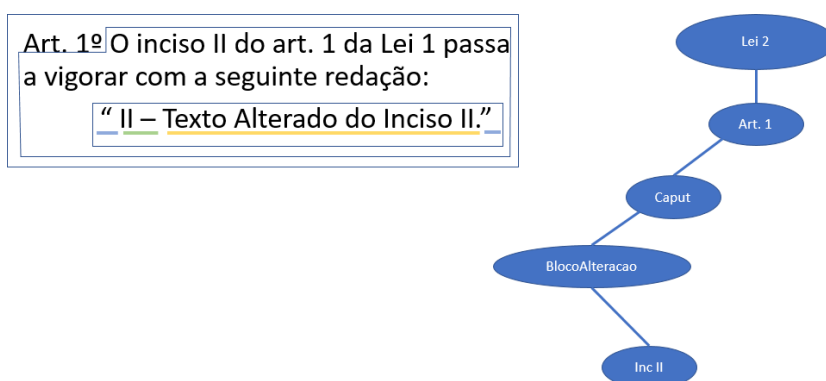 Art. 1º O inciso II do art. 1 da Lei 1 passa
a vigorar com a seguinte redação:
“ II – Texto Alterado do Inciso II.”
Lei 2
Art. 1
Caput
BlocoAlteracao
Inc II